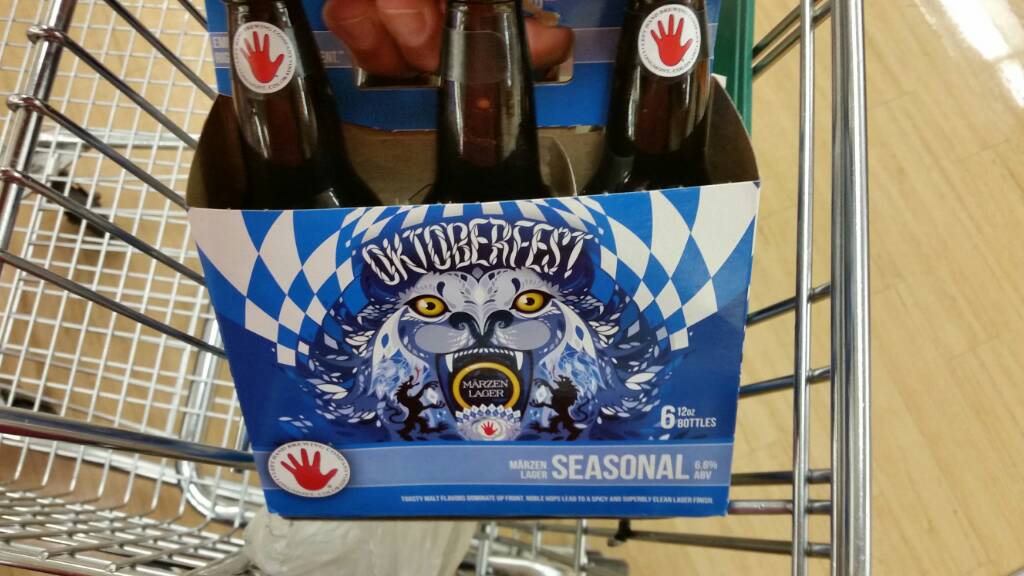 OKTOBERFEST
MÄRZEN
LAGER
6 12oz
BOTTLES
MÄRZEN
LAGER
SEASONAL
6.6%
ABV
TOASTY MALT FLAVORS DOMINATE UP FRONT. NOBLE HOPS LEAD TO A SPICY AND SUPERBLY CLEAN LAGER FINISH.